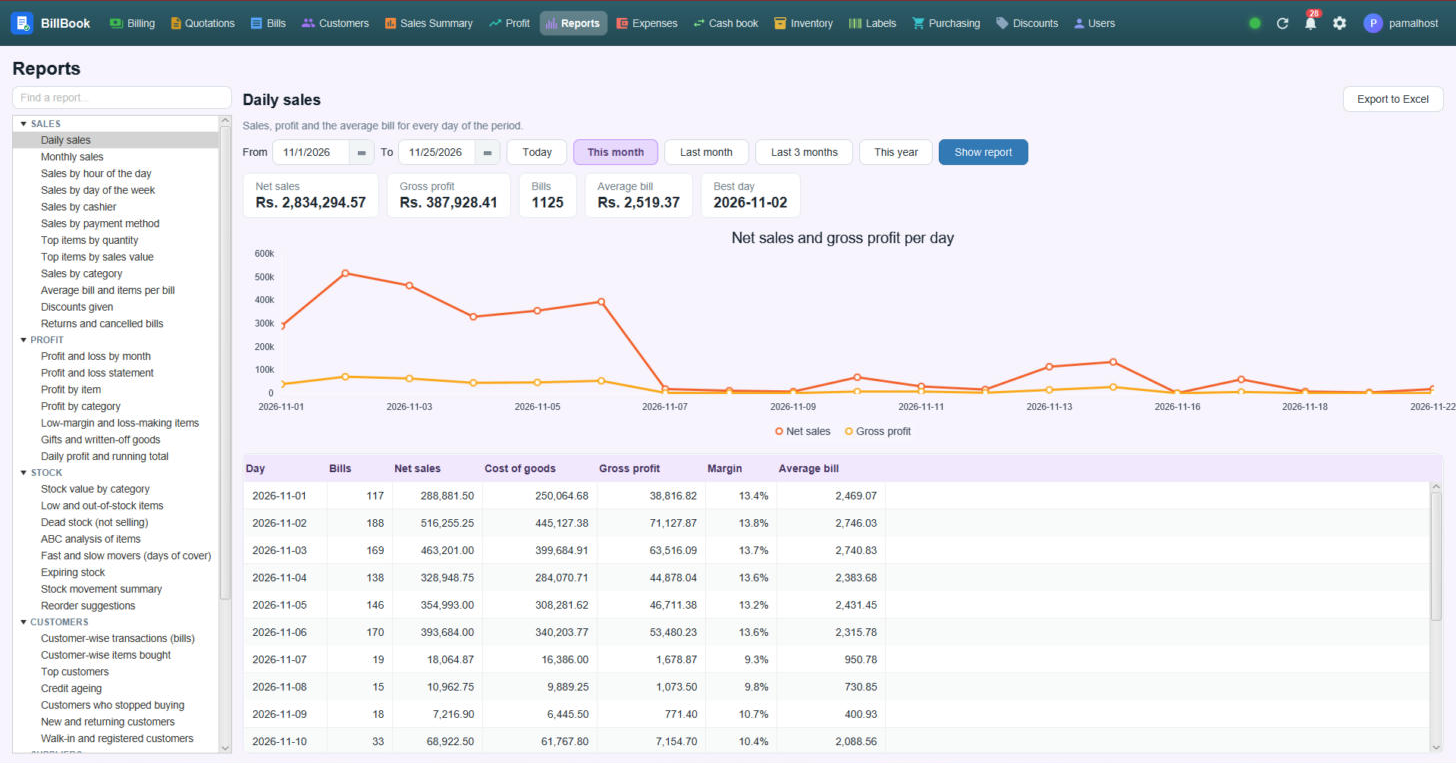 BillBook Billing Quotations Bills Customers Sales Summary Profit Reports Expenses Cash book Inventory Labels Purchasing Discounts Users 28 P pamalhost
Reports
Find a report...
SALES
Daily sales
Monthly sales
Sales by hour of the day
Sales by day of the week
Sales by cashier
Sales by payment method
Top items by quantity
Top items by sales value
Sales by category
Average bill and items per bill
Discounts given
Returns and cancelled bills
PROFIT
Profit and loss by month
Profit and loss statement
Profit by item
Profit by category
Low-margin and loss-making items
Gifts and written-off goods
Daily profit and running total
STOCK
Stock value by category
Low and out-of-stock items
Dead stock (not selling)
ABC analysis of items
Fast and slow movers (days of cover)
Expiring stock
Stock movement summary
Reorder suggestions
CUSTOMERS
Customer-wise transactions (bills)
Customer-wise items bought
Top customers
Credit ageing
Customers who stopped buying
New and returning customers
Walk-in and registered customers
Daily sales
Export to Excel
Sales, profit and the average bill for every day of the period.
From 11/1/2026 To 11/25/2026 Today This month Last month Last 3 months This year Show report
Net sales Gross profit Bills Average bill Best day
Rs. 2,834,294.57 Rs. 387,928.41 1125 Rs. 2,519.37 2026-11-02
Net sales and gross profit per day
600k
500k
400k
300k
200k
100k
0
2026-11-01 2026-11-03 2026-11-05 2026-11-07 2026-11-09 2026-11-11 2026-11-13 2026-11-16 2026-11-18 2026-11-22
Net sales Gross profit
Day Bills Net sales Cost of goods Gross profit Margin Average bill
2026-11-01 117 288,881.50 250,064.68 38,816.82 13.4% 2,469.07
2026-11-02 188 516,255.25 445,127.38 71,127.87 13.8% 2,746.03
2026-11-03 169 463,201.00 399,684.91 63,516.09 13.7% 2,740.83
2026-11-04 138 328,948.75 284,070.71 44,878.04 13.6% 2,383.68
2026-11-05 146 354,993.00 308,281.62 46,711.38 13.2% 2,431.45
2026-11-06 170 393,684.00 340,203.77 53,480.23 13.6% 2,315.78
2026-11-07 19 18,064.87 16,386.00 1,678.87 9.3% 950.78
2026-11-08 15 10,962.75 9,889.25 1,073.50 9.8% 730.85
2026-11-09 18 7,216.90 6,445.50 771.40 10.7% 400.93
2026-11-10 33 68,922.50 61,767.80 7,154.70 10.4% 2,088.56